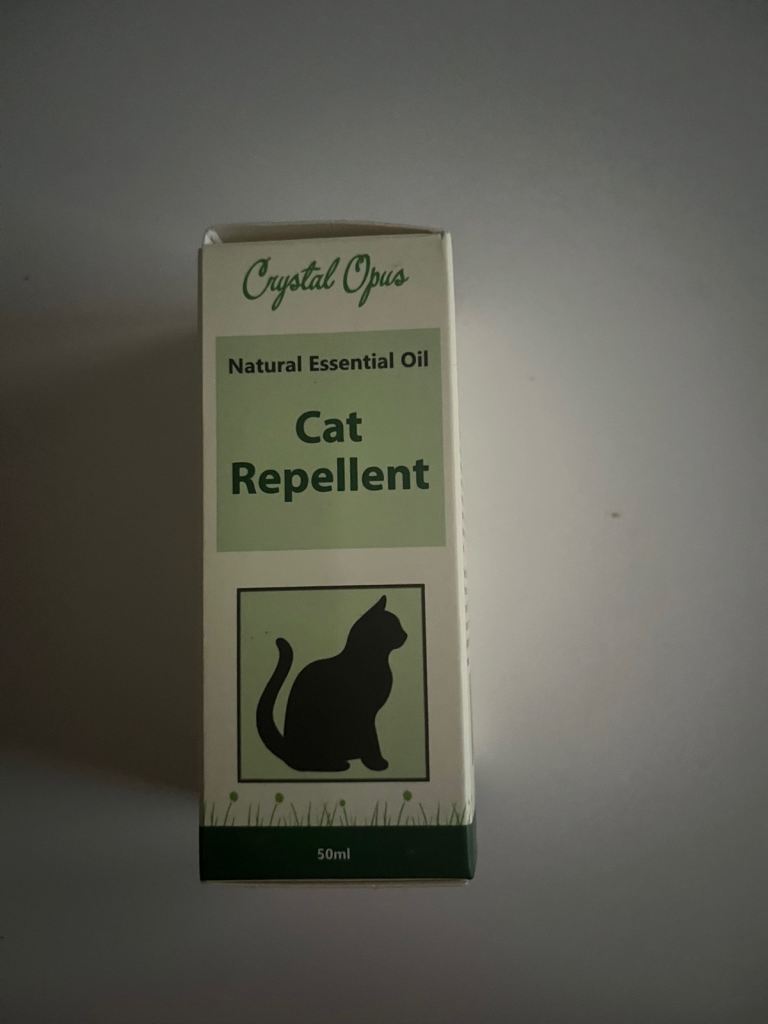 Crystal Opus
Natural Essential Oil
Cat
Repellent
50ml